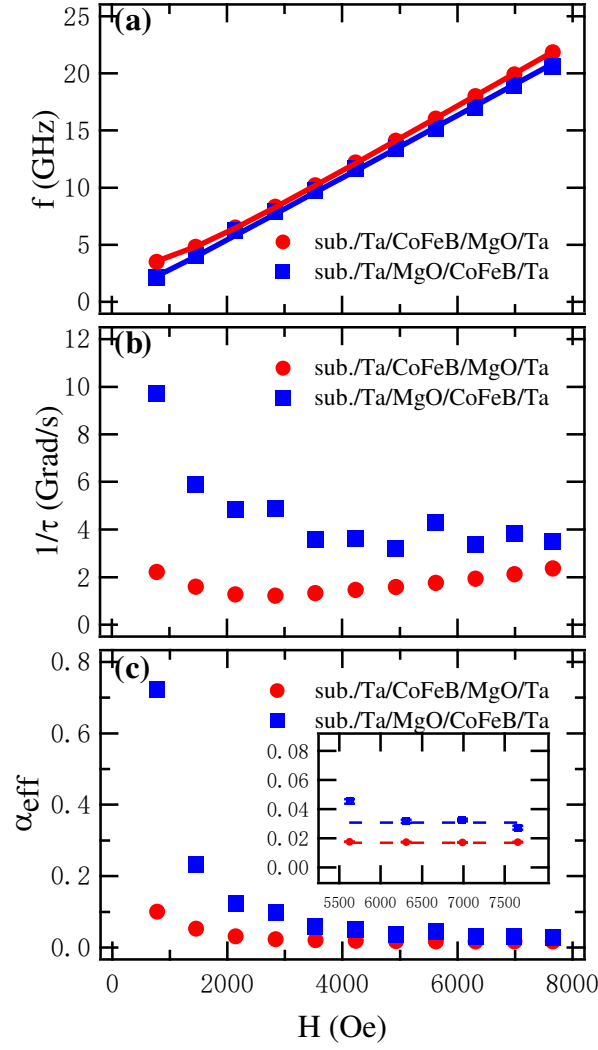 (a)
25
20
15
10
5
0
f (GHz)
sub./Ta/CoFeB/MgO/Ta
sub./Ta/MgO/CoFeB/Ta
(b)
12
10
8
6
4
2
0
1/τ (Grad/s)
sub./Ta/CoFeB/MgO/Ta
sub./Ta/MgO/CoFeB/Ta
(c)
0.8
0.6
0.4
0.2
0.0
αeff
sub./Ta/CoFeB/MgO/Ta
sub./Ta/MgO/CoFeB/Ta
0.08
0.06
0.04
0.02
0.00
5500 6000 6500 7000 7500
0 2000 4000 6000 8000
H (Oe)